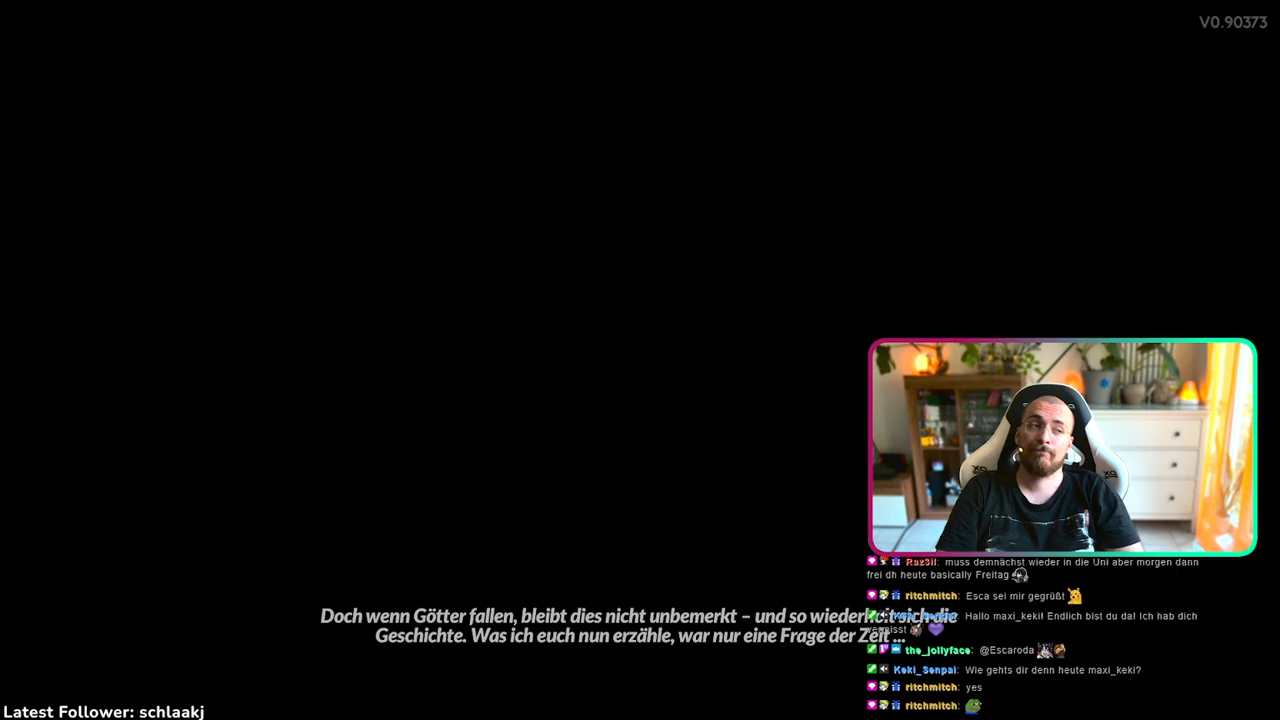 V0.90373
Raz3il: muss demnächst wieder in die Uni aber morgen dann
frei dh heute basically Freitag
ritchmitch: Esca sei mir gegrüßt
Keki_Senpai: Hallo maxi_keki! Endlich bist du da! Ich hab dich
vermisst
Doch wenn Götter fallen, bleibt dies nicht unbemerkt – und so wiederholt sich die
Geschichte. Was ich euch nun erzähle, war nur eine Frage der Zeit ...
the_jollyface: @Escaroda
Keki_Senpai: Wie gehts dir denn heute maxi_keki?
ritchmitch: yes
ritchmitch:
Latest Follower: schlaakj